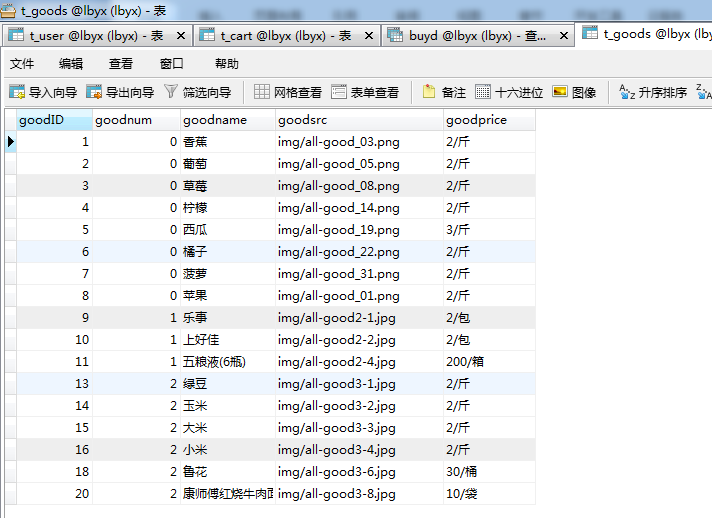 t_goods @lbyx (lbyx) - 表
t_user @lbyx (lbyx) - 表 t_cart @lbyx (lbyx) - 表 buyd @lbyx (lbyx) - 查... t_goods @lbyx (lby
文件 编辑 查看 窗口 帮助
导入向导 导出向导 筛选向导 网格查看 表单查看 备注 十六进位 图像 升序排序
goodID goodnum goodname goodsrc goodprice
1 0 香蕉 img/all-good_03.png 2/斤
2 0 葡萄 img/all-good_05.png 2/斤
3 0 草莓 img/all-good_08.png 2/斤
4 0 柠檬 img/all-good_14.png 2/斤
5 0 西瓜 img/all-good_19.png 3/斤
6 0 橘子 img/all-good_22.png 2/斤
7 0 菠萝 img/all-good_31.png 2/斤
8 0 苹果 img/all-good_01.png 2/斤
9 1 乐事 img/all-good2-1.jpg 2/包
10 1 上好佳 img/all-good2-2.jpg 2/包
11 1 五粮液(6瓶) img/all-good2-4.jpg 200/箱
13 2 绿豆 img/all-good3-1.jpg 2/斤
14 2 玉米 img/all-good3-2.jpg 2/斤
15 2 大米 img/all-good3-3.jpg 2/斤
16 2 小米 img/all-good3-4.jpg 2/斤
18 2 鲁花 img/all-good3-6.jpg 30/桶
20 2 康师傅红烧牛肉面 img/all-good3-8.jpg 10/袋